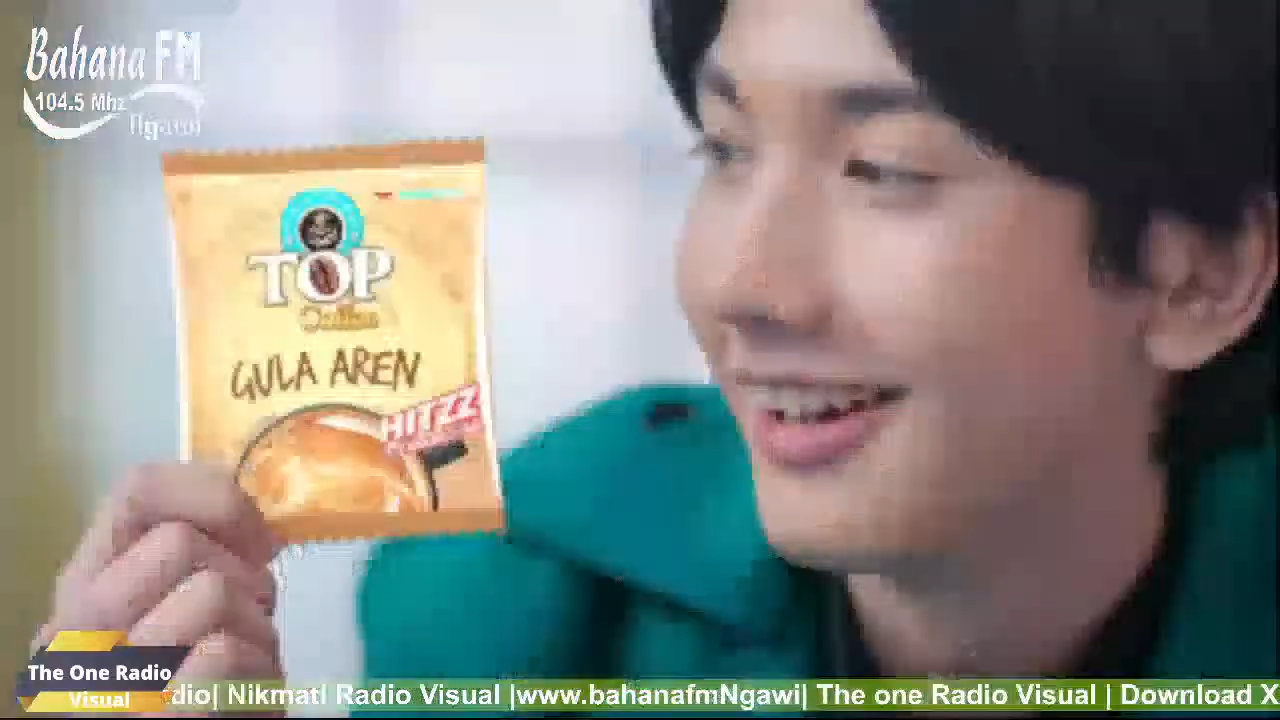 Bahana FM
104.5 Mhz
Ngawi
TOP
Coffee
GULA AREN
HITZZ
The One Radio
Visual
dio| Nikmati Radio Visual |www.bahanafmNgawi| The one Radio Visual | Download X